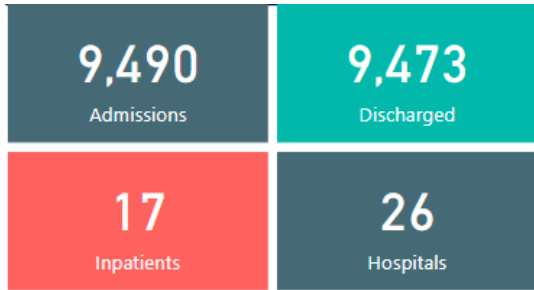 9,490
Admissions
9,473
Discharged
17
Inpatients
26
Hospitals